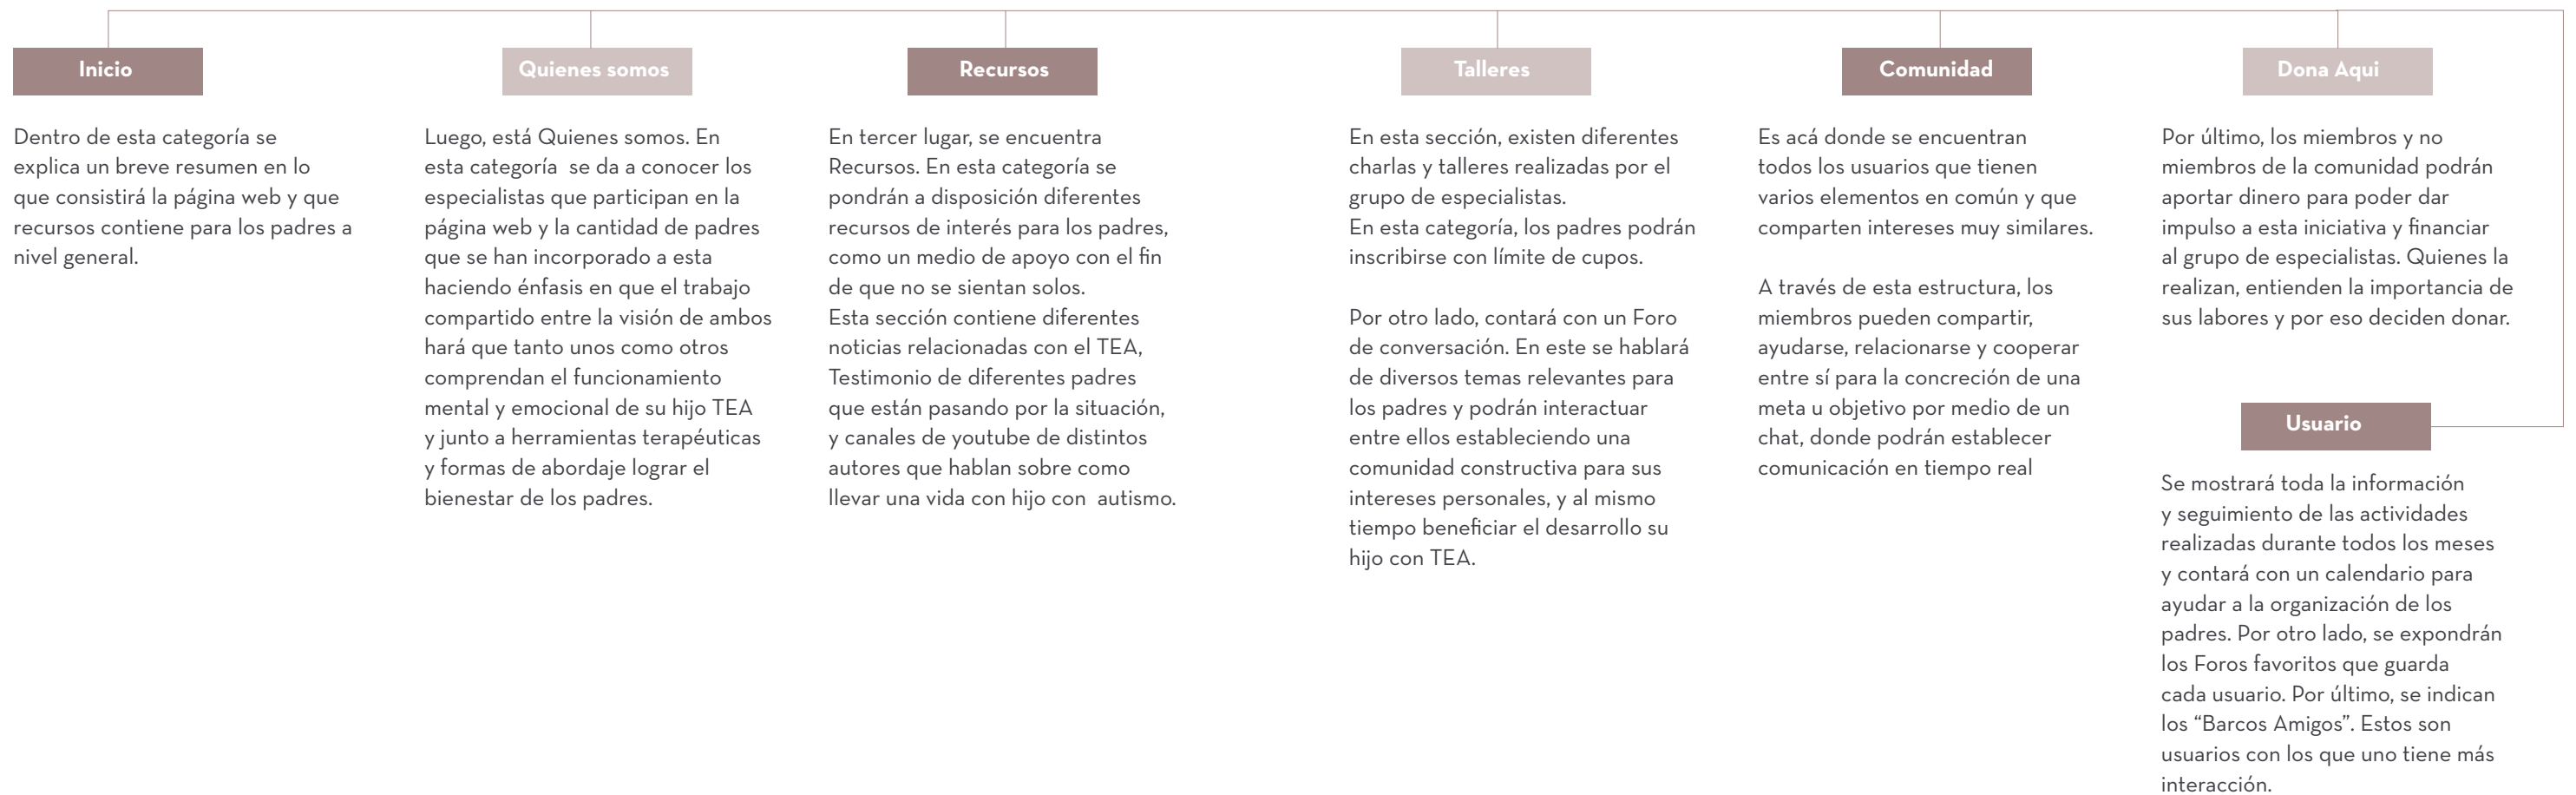 Inicio
Dentro de esta categoría se
explica un breve resumen en lo
que consistirá la página web y que
recursos contiene para los padres a
nivel general.
Quienes somos
Luego, está Quienes somos. En
esta categoría  se da a conocer los
especialistas que participan en la
página web y la cantidad de padres
que se han incorporado a esta
haciendo énfasis en que el trabajo
compartido entre la visión de ambos
hará que tanto unos como otros
comprendan el funcionamiento
mental y emocional de su hijo TEA
y junto a herramientas terapéuticas
y formas de abordaje lograr el
bienestar de los padres.
Recursos
En tercer lugar, se encuentra
Recursos. En esta categoría se
pondrán a disposición diferentes
recursos de interés para los padres,
como un medio de apoyo con el fin
de que no se sientan solos.
Esta sección contiene diferentes
noticias relacionadas con el TEA,
Testimonio de diferentes padres
que están pasando por la situación,
y canales de youtube de distintos
autores que hablan sobre como
llevar una vida con hijo con  autismo.
Talleres
En esta sección, existen diferentes
charlas y talleres realizadas por el
grupo de especialistas.
En esta categoría, los padres podrán
inscribirse con límite de cupos.
Por otro lado, contará con un Foro
de conversación. En este se hablará
de diversos temas relevantes para
los padres y podrán interactuar
entre ellos estableciendo una
comunidad constructiva para sus
intereses personales, y al mismo
tiempo beneficiar el desarrollo su
hijo con TEA.
Comunidad
Es acá donde se encuentran
todos los usuarios que tienen
varios elementos en común y que
comparten intereses muy similares.
A través de esta estructura, los
miembros pueden compartir,
ayudarse, relacionarse y cooperar
entre sí para la concreción de una
meta u objetivo por medio de un
chat, donde podrán establecer
comunicación en tiempo real
Dona Aqui
Por último, los miembros y no
miembros de la comunidad podrán
aportar dinero para poder dar
impulso a esta iniciativa y financiar
al grupo de especialistas. Quienes la
realizan, entienden la importancia de
sus labores y por eso deciden donar.
Usuario
Se mostrará toda la información
y seguimiento de las actividades
realizadas durante todos los meses
y contará con un calendario para
ayudar a la organización de los
padres. Por otro lado, se expondrán
los Foros favoritos que guarda
cada usuario. Por último, se indican
los “Barcos Amigos”. Estos son
usuarios con los que uno tiene más
interacción.